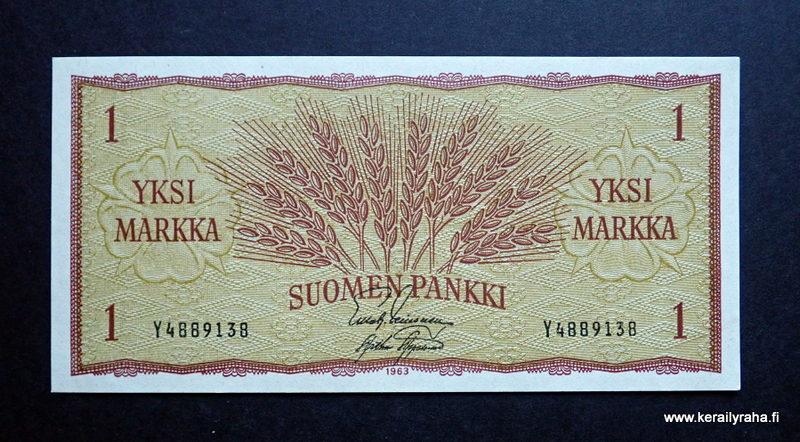 1 1
YKSI YKSI
MARKKA MARKKA
SUOMEN PANKKI
1 1
Y4889138 Y4889138
1963
www.kerailyraha.fi